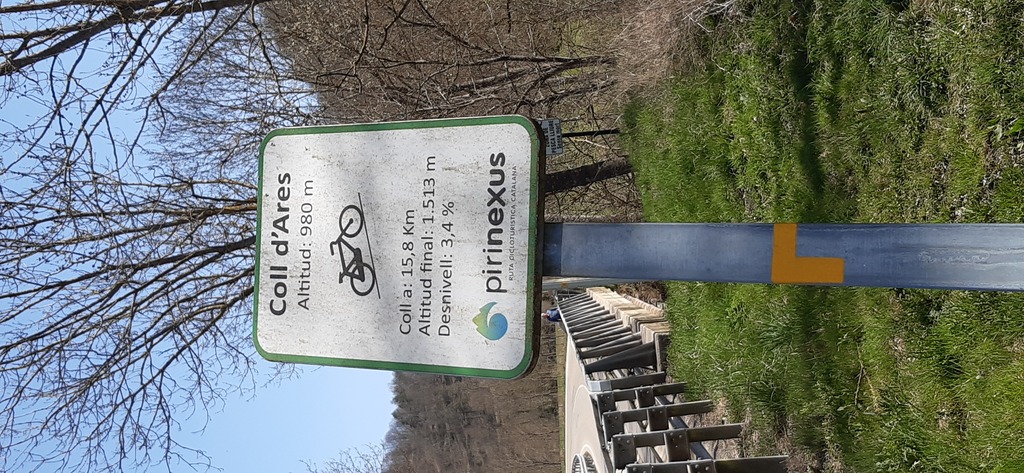 Coll d'Ares
Altitud: 980 m
Coll a: 15,8 Km
Altitud final: 1.513 m
Desnivell: 3,4 %
pirinexus
RUTA CICLOTURÍSTICA CATALANA